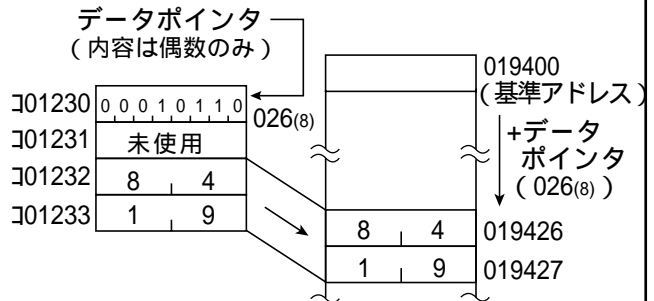 データポインタ
(内容は偶数のみ)
コ01230 0 0 0 1 0 1 1 0 026(8)
コ01231 未使用
コ01232 8 4
コ01233 1 9
019400
(基準アドレス)
+データ
ポインタ
(026(8))
8 4 019426
1 9 019427